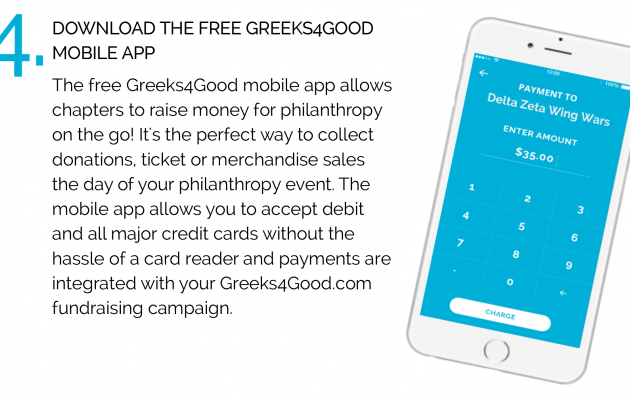 4.
DOWNLOAD THE FREE GREEKS4GOOD
MOBILE APP
The free Greeks4Good mobile app allows
chapters to raise money for philanthropy
on the go! It's the perfect way to collect
donations, ticket or merchandise sales
the day of your philanthropy event. The
mobile app allows you to accept debit
and all major credit cards without the
hassle of a card reader and payments are
integrated with your Greeks4Good.com
fundraising campaign.
12:00
100%
←
PAYMENT TO
Delta Zeta Wing Wars
ENTER AMOUNT
$35.00
1 2 3
4 5 6
7 8 9
. 0 ←
CHARGE